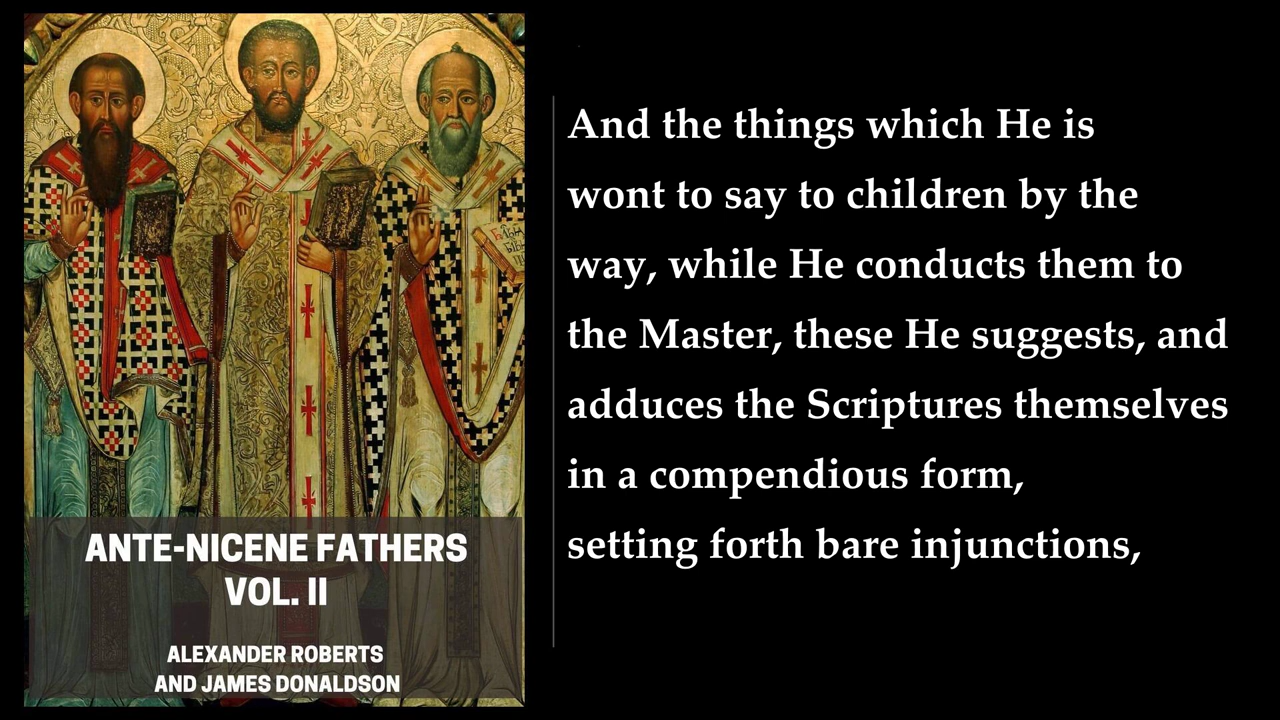 ANTE-NICENE FATHERS
VOL. II
ALEXANDER ROBERTS
AND JAMES DONALDSON
And the things which He is
wont to say to children by the
way, while He conducts them to
the Master, these He suggests, and
adduces the Scriptures themselves
in a compendious form,
setting forth bare injunctions,